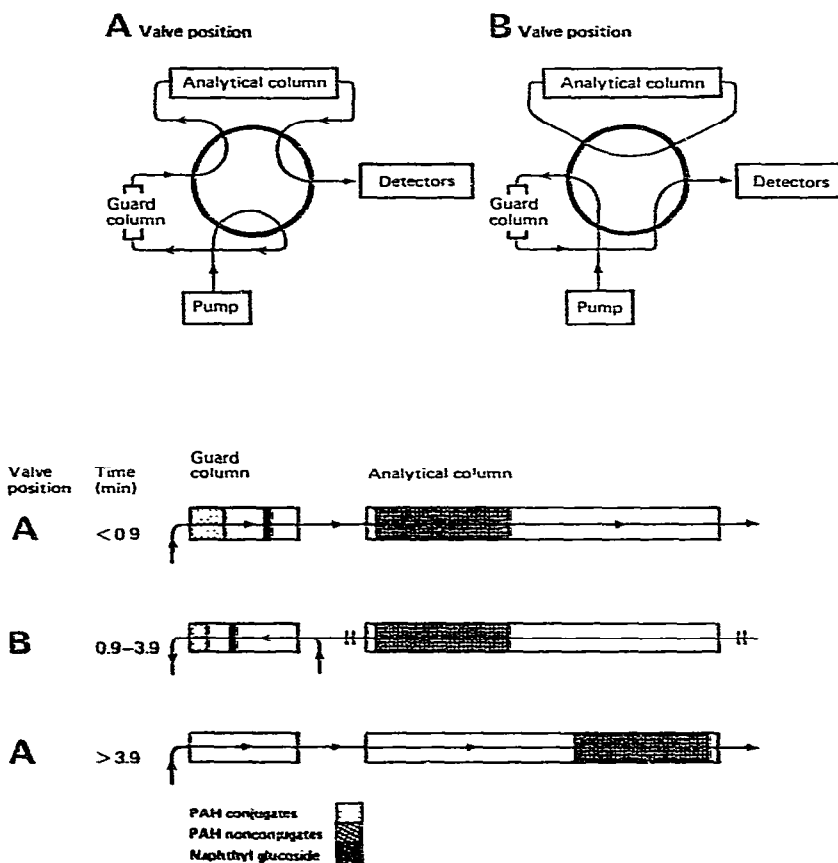 A Valve position
B Valve position
Analytical column
Analytical column
Guard column
Detectors
Guard column
Detectors
Pump
Pump
Valve position
Time (min)
Guard column
Analytical column
A
< 0 9
B
0.9–3.9
A
> 3.9
PAH conjugates
PAH nonconjugates
Naphthyl glucoside